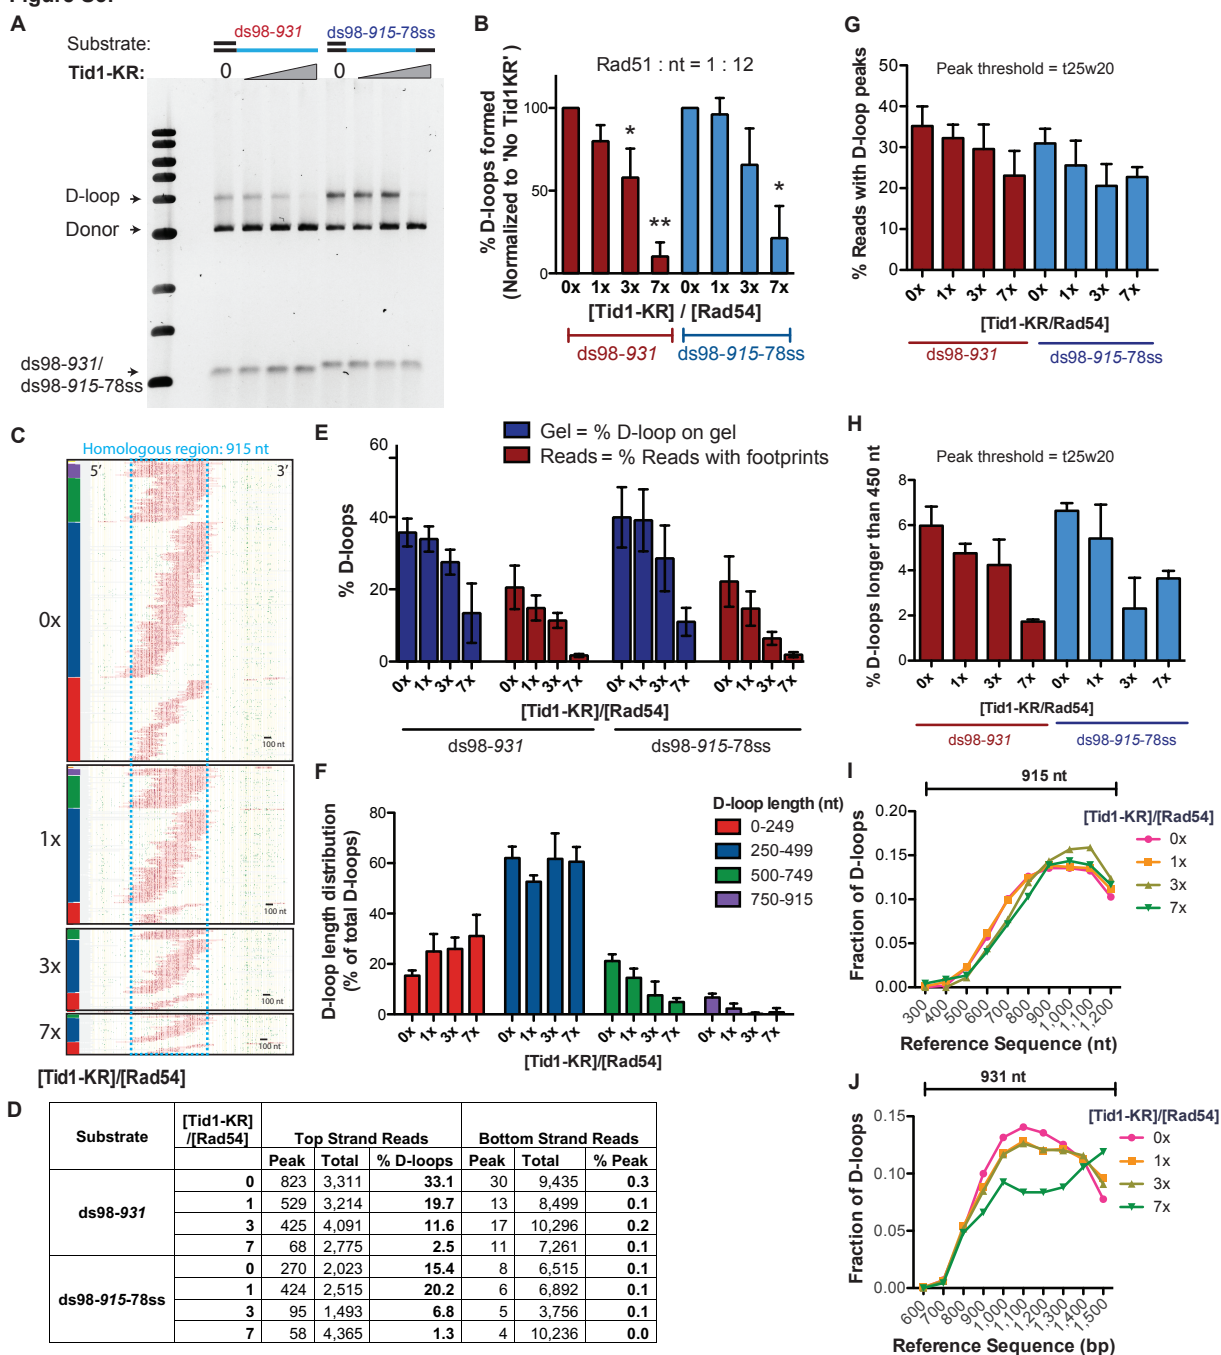 A
Substrate:
ds98-931
ds98-915-78ss
Tid1-KR:
0
0
D-loop
Donor
ds98-931/
ds98-915-78ss
B
% D-loops formed
(Normalized to 'No Tid1KR' )
Rad51 : nt = 1 : 12
100
50
0
*
**
*
0x 1x 3x 7x 0x 1x 3x 7x
[Tid1-KR] / [Rad54]
ds98-931
ds98-915-78ss
G
% Reads with D-loop peaks
Peak threshold = t25w20
50
40
30
20
10
0
0x 1x 3x 7x 0x 1x 3x 7x
[Tid1-KR/Rad54]
ds98-931
ds98-915-78ss
C
Homologous region: 915 nt
5’
3’
0x
100 nt
1x
100 nt
3x
100 nt
7x
100 nt
[Tid1-KR]/[Rad54]
E
Gel = % D-loop on gel
Reads = % Reads with footprints
% D-loops
60
40
20
0
0x 1x 3x 7x 0x 1x 3x 7x 0x 1x 3x 7x 0x 1x 3x 7x
[Tid1-KR]/[Rad54]
ds98-931
ds98-915-78ss
H
% D-loops longer than 450 nt
Peak threshold = t25w20
8
6
4
2
0
0x 1x 3x 7x 0x 1x 3x 7x
[Tid1-KR/Rad54]
ds98-931
ds98-915-78ss
F
D-loop length distribution
(% of total D-loops)
80
60
40
20
0
D-loop length (nt)
0-249
250-499
500-749
750-915
0x 1x 3x 7x 0x 1x 3x 7x 0x 1x 3x 7x 0x 1x 3x 7x
[Tid1-KR]/[Rad54]
I
915 nt
Fraction of D-loops
0.20
0.15
0.10
0.05
0.00
[Tid1-KR]/[Rad54]
0x
1x
3x
7x
300 400 500 600 700 800 900 1,000 1,100 1,200
Reference Sequence (nt)
J
931 nt
Fraction of D-loops
0.15
0.10
0.05
0.00
[Tid1-KR]/[Rad54]
0x
1x
3x
7x
600 700 800 900 1,000 1,100 1,200 1,300 1,400 1,500
Reference Sequence (bp)
D
Substrate [Tid1-KR] /[Rad54] Top Strand Reads Bottom Strand Reads
Peak Total % D-loops Peak Total % Peak
ds98-931
0 823 3,311 33.1 30 9,435 0.3
1 529 3,214 19.7 13 8,499 0.1
3 425 4,091 11.6 17 10,296 0.2
7 68 2,775 2.5 11 7,261 0.1
ds98-915-78ss
0 270 2,023 15.4 8 6,515 0.1
1 424 2,515 20.2 6 6,892 0.1
3 95 1,493 6.8 5 3,756 0.1
7 58 4,365 1.3 4 10,236 0.0